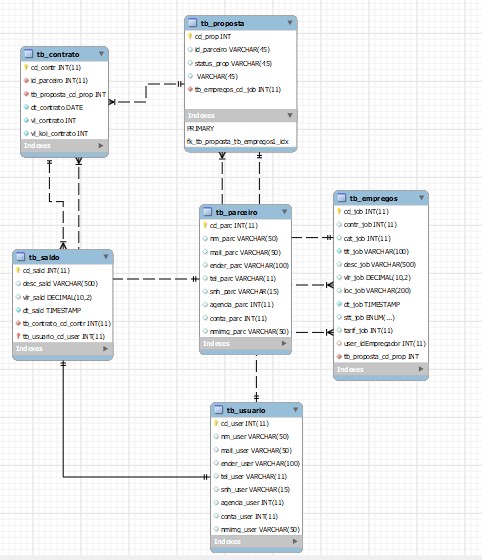 tb_proposta
cd_prop INT
id_parceiro VARCHAR(45)
status_prop VARCHAR(45)
VARCHAR(45)
tb_empregos_cd_job INT(11)
Indexes
PRIMARY
fk_tb_proposta_tb_empregos1_idx
tb_contrato
cd_contr INT(11)
id_parceiro INT(11)
tb_proposta_cd_prop INT
dt_contrato DATE
vl_contrato INT
vl_koi_contrato INT
Indexes
tb_parceiro
cd_parc INT(11)
nm_parc VARCHAR(50)
mail_parc VARCHAR(50)
ender_parc VARCHAR(100)
tel_parc VARCHAR(11)
snh_parc VARCHAR(15)
agencia_parc INT(11)
conta_parc INT(11)
nmimg_parc VARCHAR(50)
Indexes
tb_empregos
cd_job INT(11)
contr_job INT(11)
cat_job INT(11)
tit_job VARCHAR(100)
desc_job VARCHAR(500)
vlr_job DECIMAL(10,2)
loc_job VARCHAR(200)
dt_job TIMESTAMP
stt_job ENUM(...)
tarif_job INT(11)
user_idEmpregador INT(11)
tb_proposta_cd_prop INT
Indexes
tb_saldo
cd_sald INT(11)
desc_sald VARCHAR(500)
vlr_sald DECIMAL(10,2)
dt_sald TIMESTAMP
tb_contrato_cd_contr INT(11)
tb_usuario_cd_user INT(11)
Indexes
tb_usuario
cd_user INT(11)
nm_user VARCHAR(50)
mail_user VARCHAR(50)
ender_user VARCHAR(100)
tel_user VARCHAR(11)
snh_user VARCHAR(15)
agencia_user INT(11)
conta_user INT(11)
nmimg_user VARCHAR(50)
Indexes